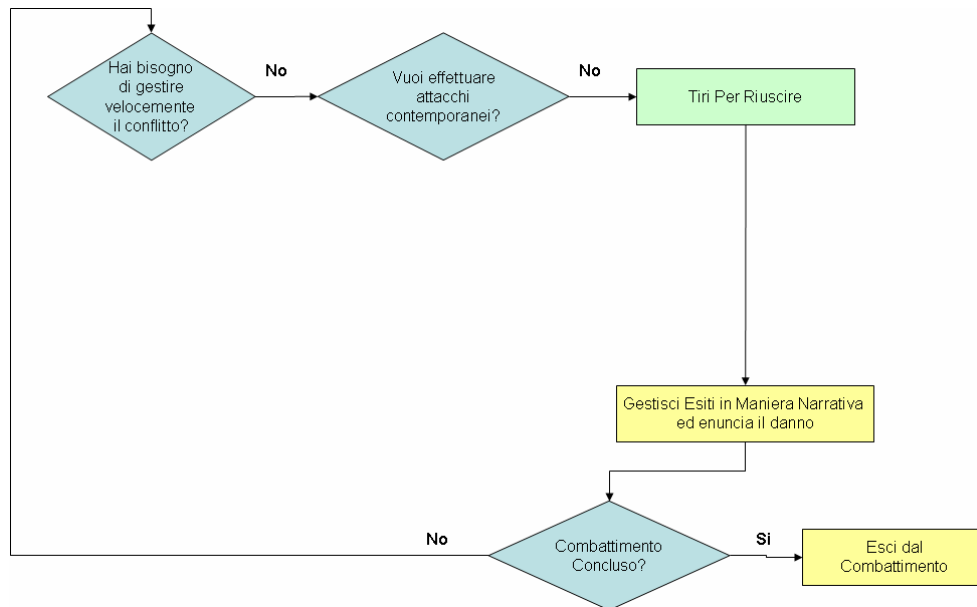 Hai bisogno
di gestire
velocemente
il conflitto?
No
Vuoi effettuare
attacchi
contemporanei?
No
Tiri Per Riuscire
Gestisci Esiti in Maniera Narrativa
ed enuncia il danno
No
Combattimento
Concluso?
Si
Esci dal
Combattimento